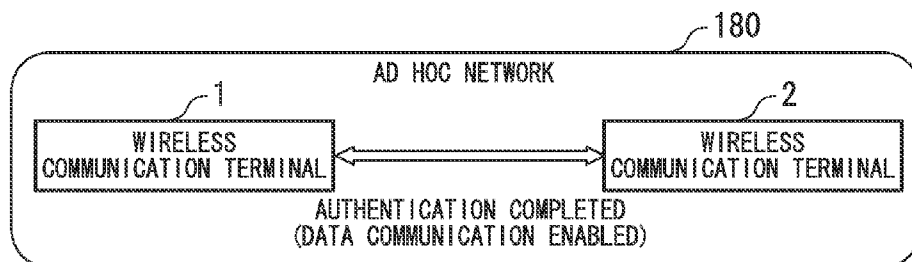 180
AD HOC NETWORK
1
2
WIRELESS
COMMUNICATION TERMINAL
WIRELESS
COMMUNICATION TERMINAL
AUTHENTICATION COMPLETED
(DATA COMMUNICATION ENABLED)